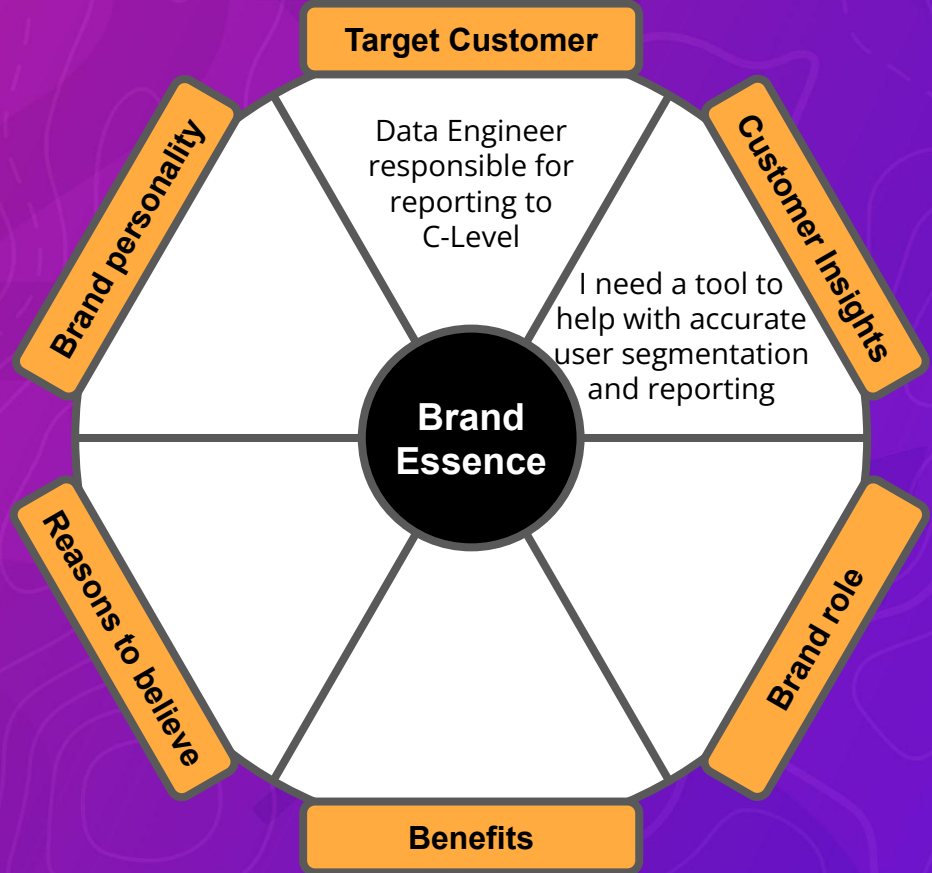 Target Customer
Data Engineer
responsible for
reporting to
C-Level
Customer Insights
I need a tool to
help with accurate
user segmentation
and reporting
Brand role
Benefits
Reasons to believe
Brand personality
Brand
Essence